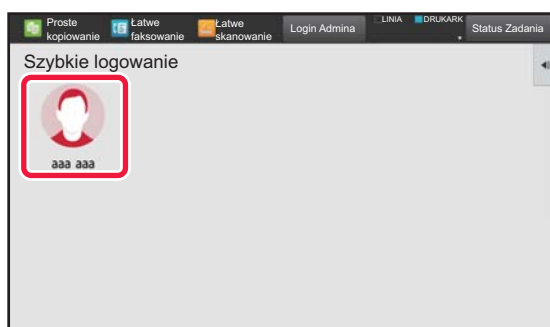 Proste
kopiowanie
Łatwe
faksowanie
Łatwe
skanowanie
Login Admina
LINIA
DRUKARK
Status Zadania
Szybkie logowanie
aaa aaa